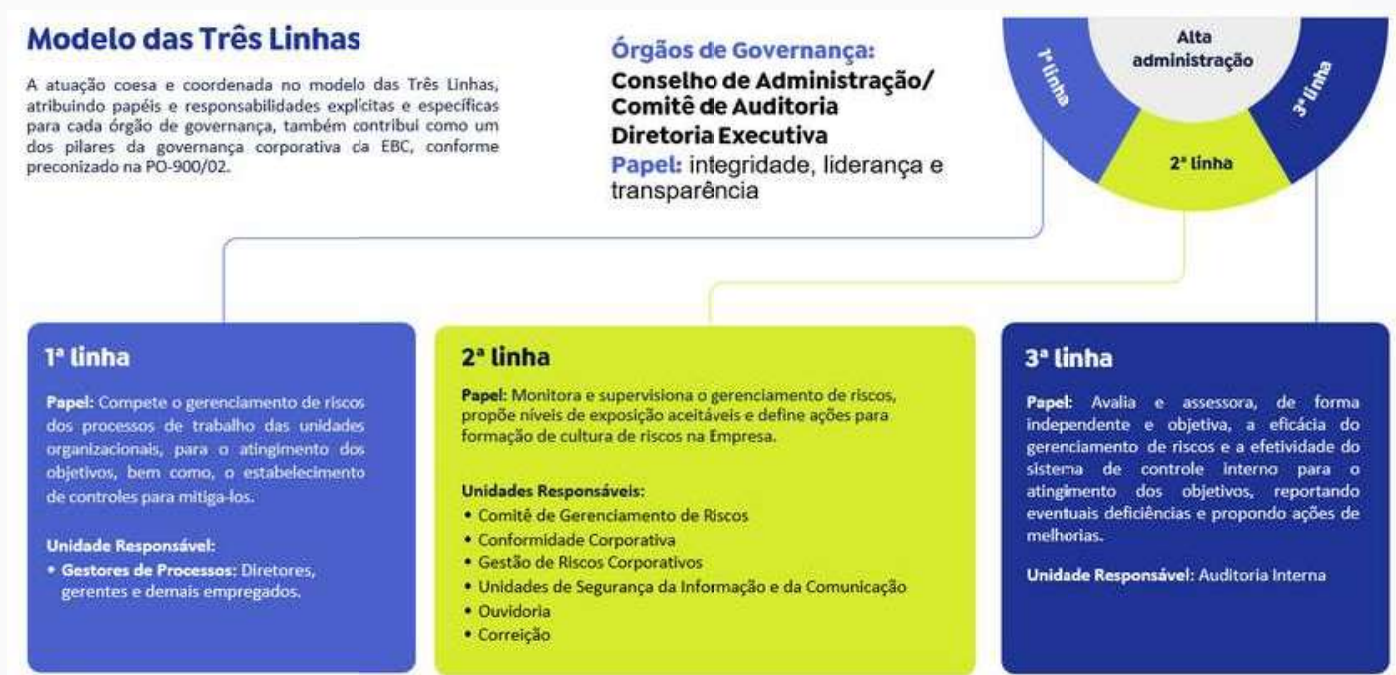 Modelo das Três Linhas
A atuação coesa e coordenada no modelo das Três Linhas,
atribuindo papéis e responsabilidades explícitas e específicas
para cada órgão de governança, também contribui como um
dos pilares da governança corporativa da EBC, conforme
preconizado na PO-900/02.
Órgãos de Governança:
Conselho de Administração/
Comitê de Auditoria
Diretoria Executiva
Papel: integridade, liderança e
transparência
Alta
administração
1ª linha
2ª linha
3ª linha
1ª linha
Papel: Compete o gerenciamento de riscos
dos processos de trabalho das unidades
organizacionais, para o atingimento dos
objetivos, bem como, o estabelecimento
de controles para mitiga-los.
Unidade Responsável:
• Gestores de Processos: Diretores,
gerentes e demais empregados.
2ª linha
Papel: Monitora e supervisiona o gerenciamento de riscos,
propõe níveis de exposição aceitáveis e define ações para
formação de cultura de riscos na Empresa.
Unidades Responsáveis:
• Comitê de Gerenciamento de Riscos
• Conformidade Corporativa
• Gestão de Riscos Corporativos
• Unidades de Segurança da Informação e da Comunicação
• Ouvidoria
• Correição
3ª linha
Papel: Avalia e assessora, de forma
independente e objetiva, a eficácia do
gerenciamento de riscos e a efetividade do
sistema de controle interno para o
atingimento dos objetivos, reportando
eventuais deficiências e propondo ações de
melhorias.
Unidade Responsável: Auditoria Interna